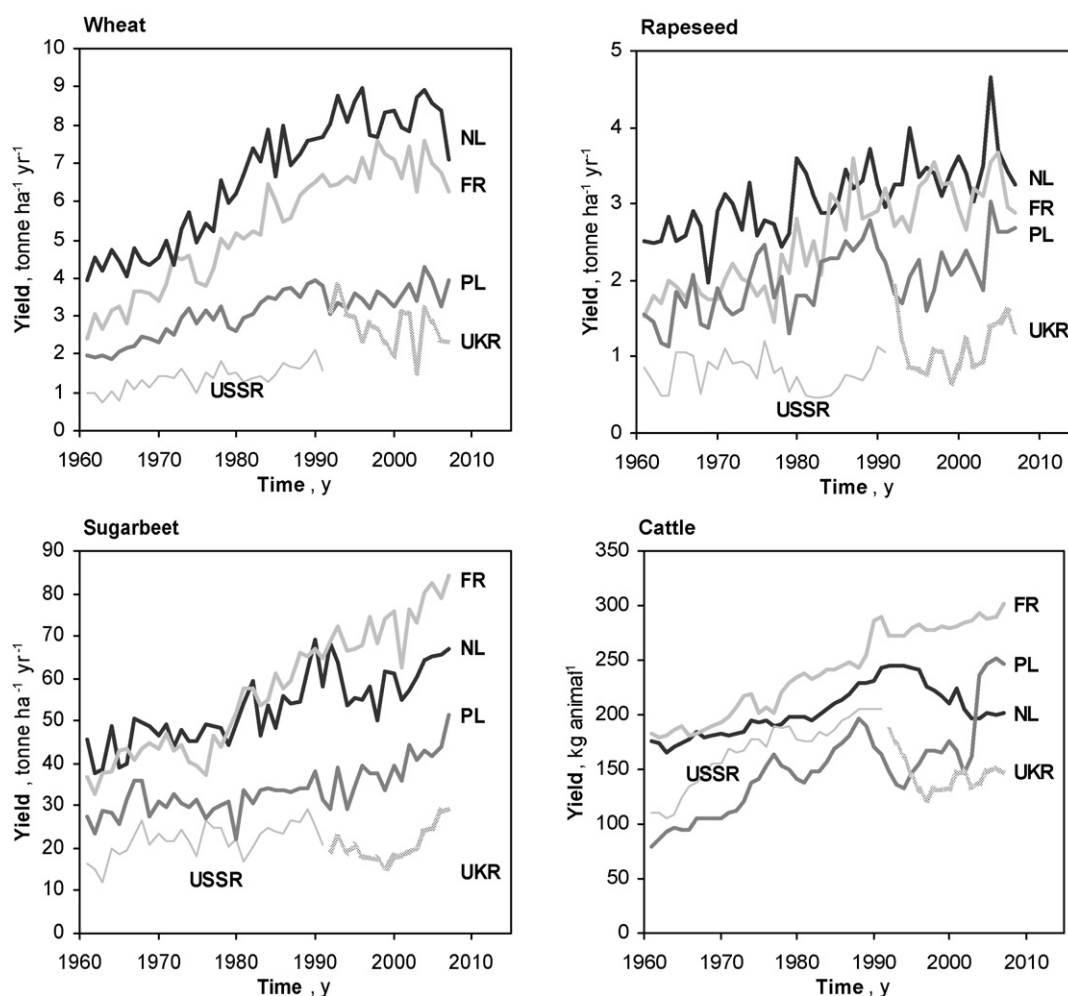 Wheat
Yield, tonne ha⁻¹ yr⁻¹
10
9
8
7
6
5
4
3
2
1
0
NL
FR
PL
UKR
USSR
1960 1970 1980 1990 2000 2010
Time , y
Rapeseed
Yield, tonne ha⁻¹ yr⁻¹
5
4
3
2
1
0
NL
FR
PL
UKR
USSR
1960 1970 1980 1990 2000 2010
Time , y
Sugarbeet
Yield, tonne ha⁻¹ yr⁻¹
90
80
70
60
50
40
30
20
10
0
FR
NL
PL
USSR
UKR
1960 1970 1980 1990 2000 2010
Time , y
Cattle
Yield, kg animal¹
350
300
250
200
150
100
50
0
FR
PL
NL
USSR
UKR
1960 1970 1980 1990 2000 2010
Time , y